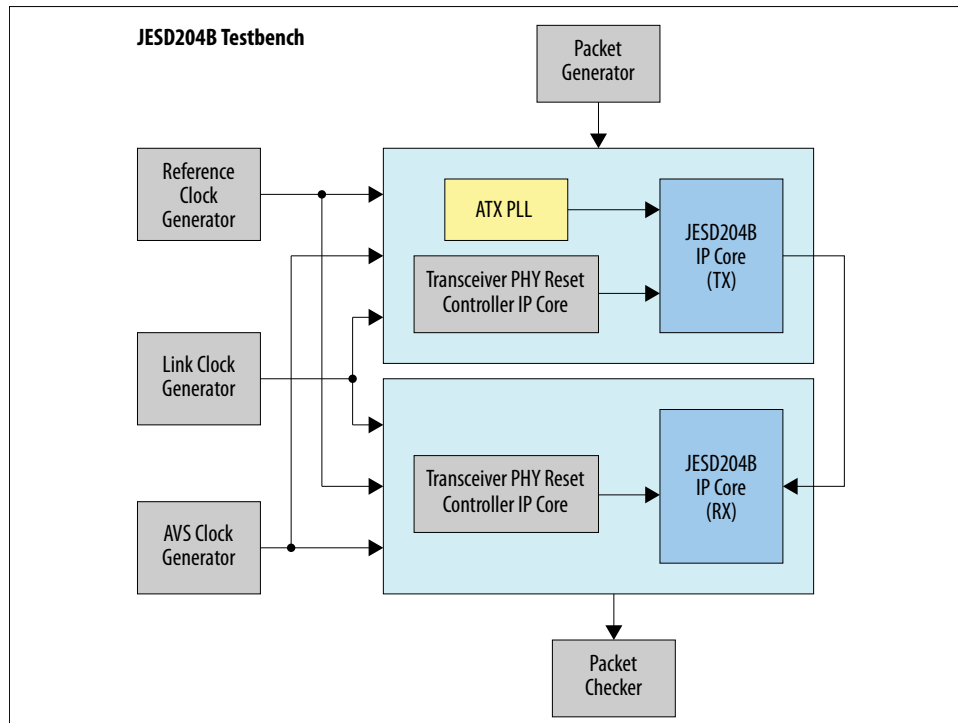 JESD204B Testbench
Packet
Generator
Reference
Clock
Generator
ATX PLL
JESD204B
IP Core
(TX)
Transceiver PHY Reset
Controller IP Core
Link Clock
Generator
Transceiver PHY Reset
Controller IP Core
JESD204B
IP Core
(RX)
AVS Clock
Generator
Packet
Checker